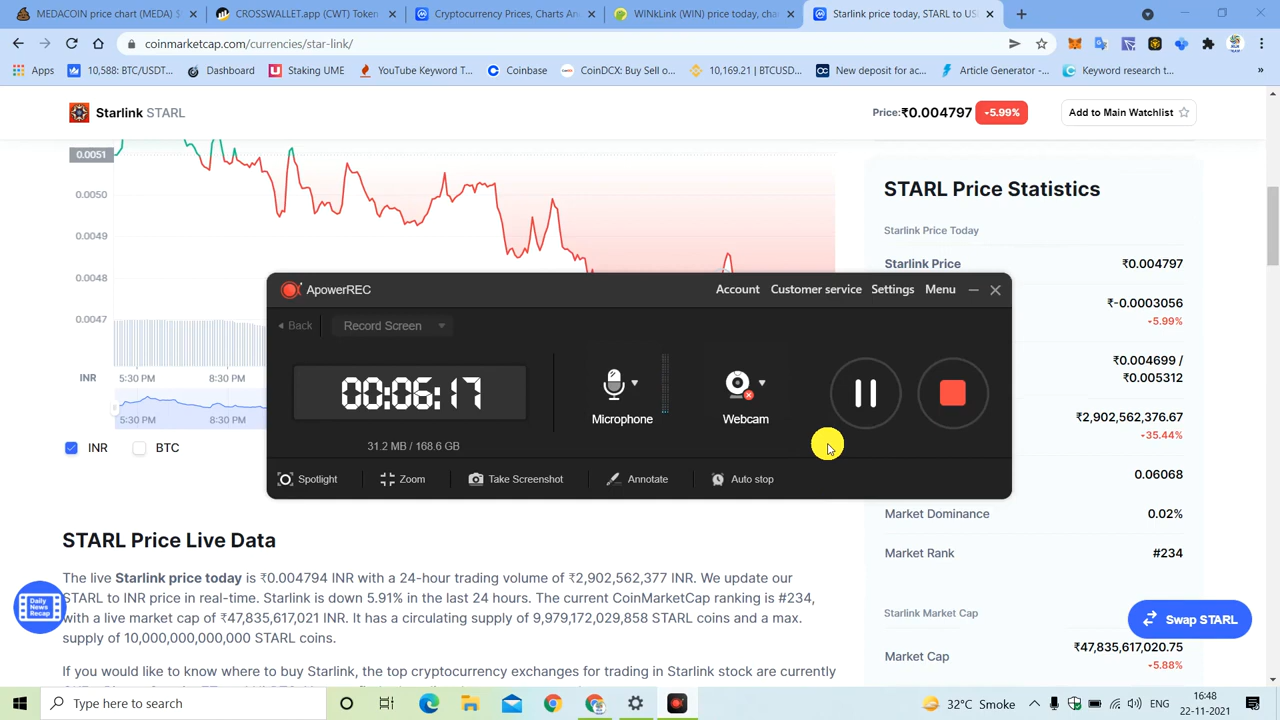 MEDACOIN (MEDA)
CROSSWALLET.(CWT) Token
Cryptocurrency Prices, Charts An
WINkLink (WIN) price today, cha
Starlink price today, STARL to US
coinmarketcap.com/currencies/star-link/
Apps
10,588: BTC/USDT...
Dashboard
Staking UME
YouTube Keyword T...
Coinbase
CoinDCX: Buy Sell o...
10,169.21 | BTCUSD...
New deposit for ac...
Article Generator -...
Keyword research t...
»
Starlink STARL
Price: ₹0.004797
-5.99%
Add to Main Watchlist
0.0051
0.0050
0.0049
0.0048
0.0047
INR
5:30 PM
8:30 PM
5:30 PM
8:30 PM
INR
BTC
ApowerREC
Account
Customer service
Settings
Menu
Back
Record Screen
00:06:17
31.2 MB / 168.6 GB
Microphone
Webcam
Spotlight
Zoom
Take Screenshot
Annotate
Auto stop
STARL Price Statistics
Starlink Price Today
Starlink Price
₹0.004797
₹-0.0003056
-5.99%
₹0.004699 /
₹0.005312
₹2,902,562,376.67
-35.44%
0.06068
Market Dominance
0.02%
Market Rank
#234
Starlink Market Cap
Market Cap
₹47,835,617,020.75
-5.88%
STARL Price Live Data
The live Starlink price today is ₹0.004794 INR with a 24-hour trading volume of ₹2,902,562,377 INR. We update our
STARL to INR price in real-time. Starlink is down 5.91% in the last 24 hours. The current CoinMarketCap ranking is #234,
with a live market cap of ₹47,835,617,021 INR. It has a circulating supply of 9,979,172,029,858 STARL coins and a max.
supply of 10,000,000,000,000 STARL coins.
If you would like to know where to buy Starlink, the top cryptocurrency exchanges for trading in Starlink stock are currently
Daily
News
Recap
Swap STARL
Type here to search
32°C Smoke
ENG
16:48
22-11-2021